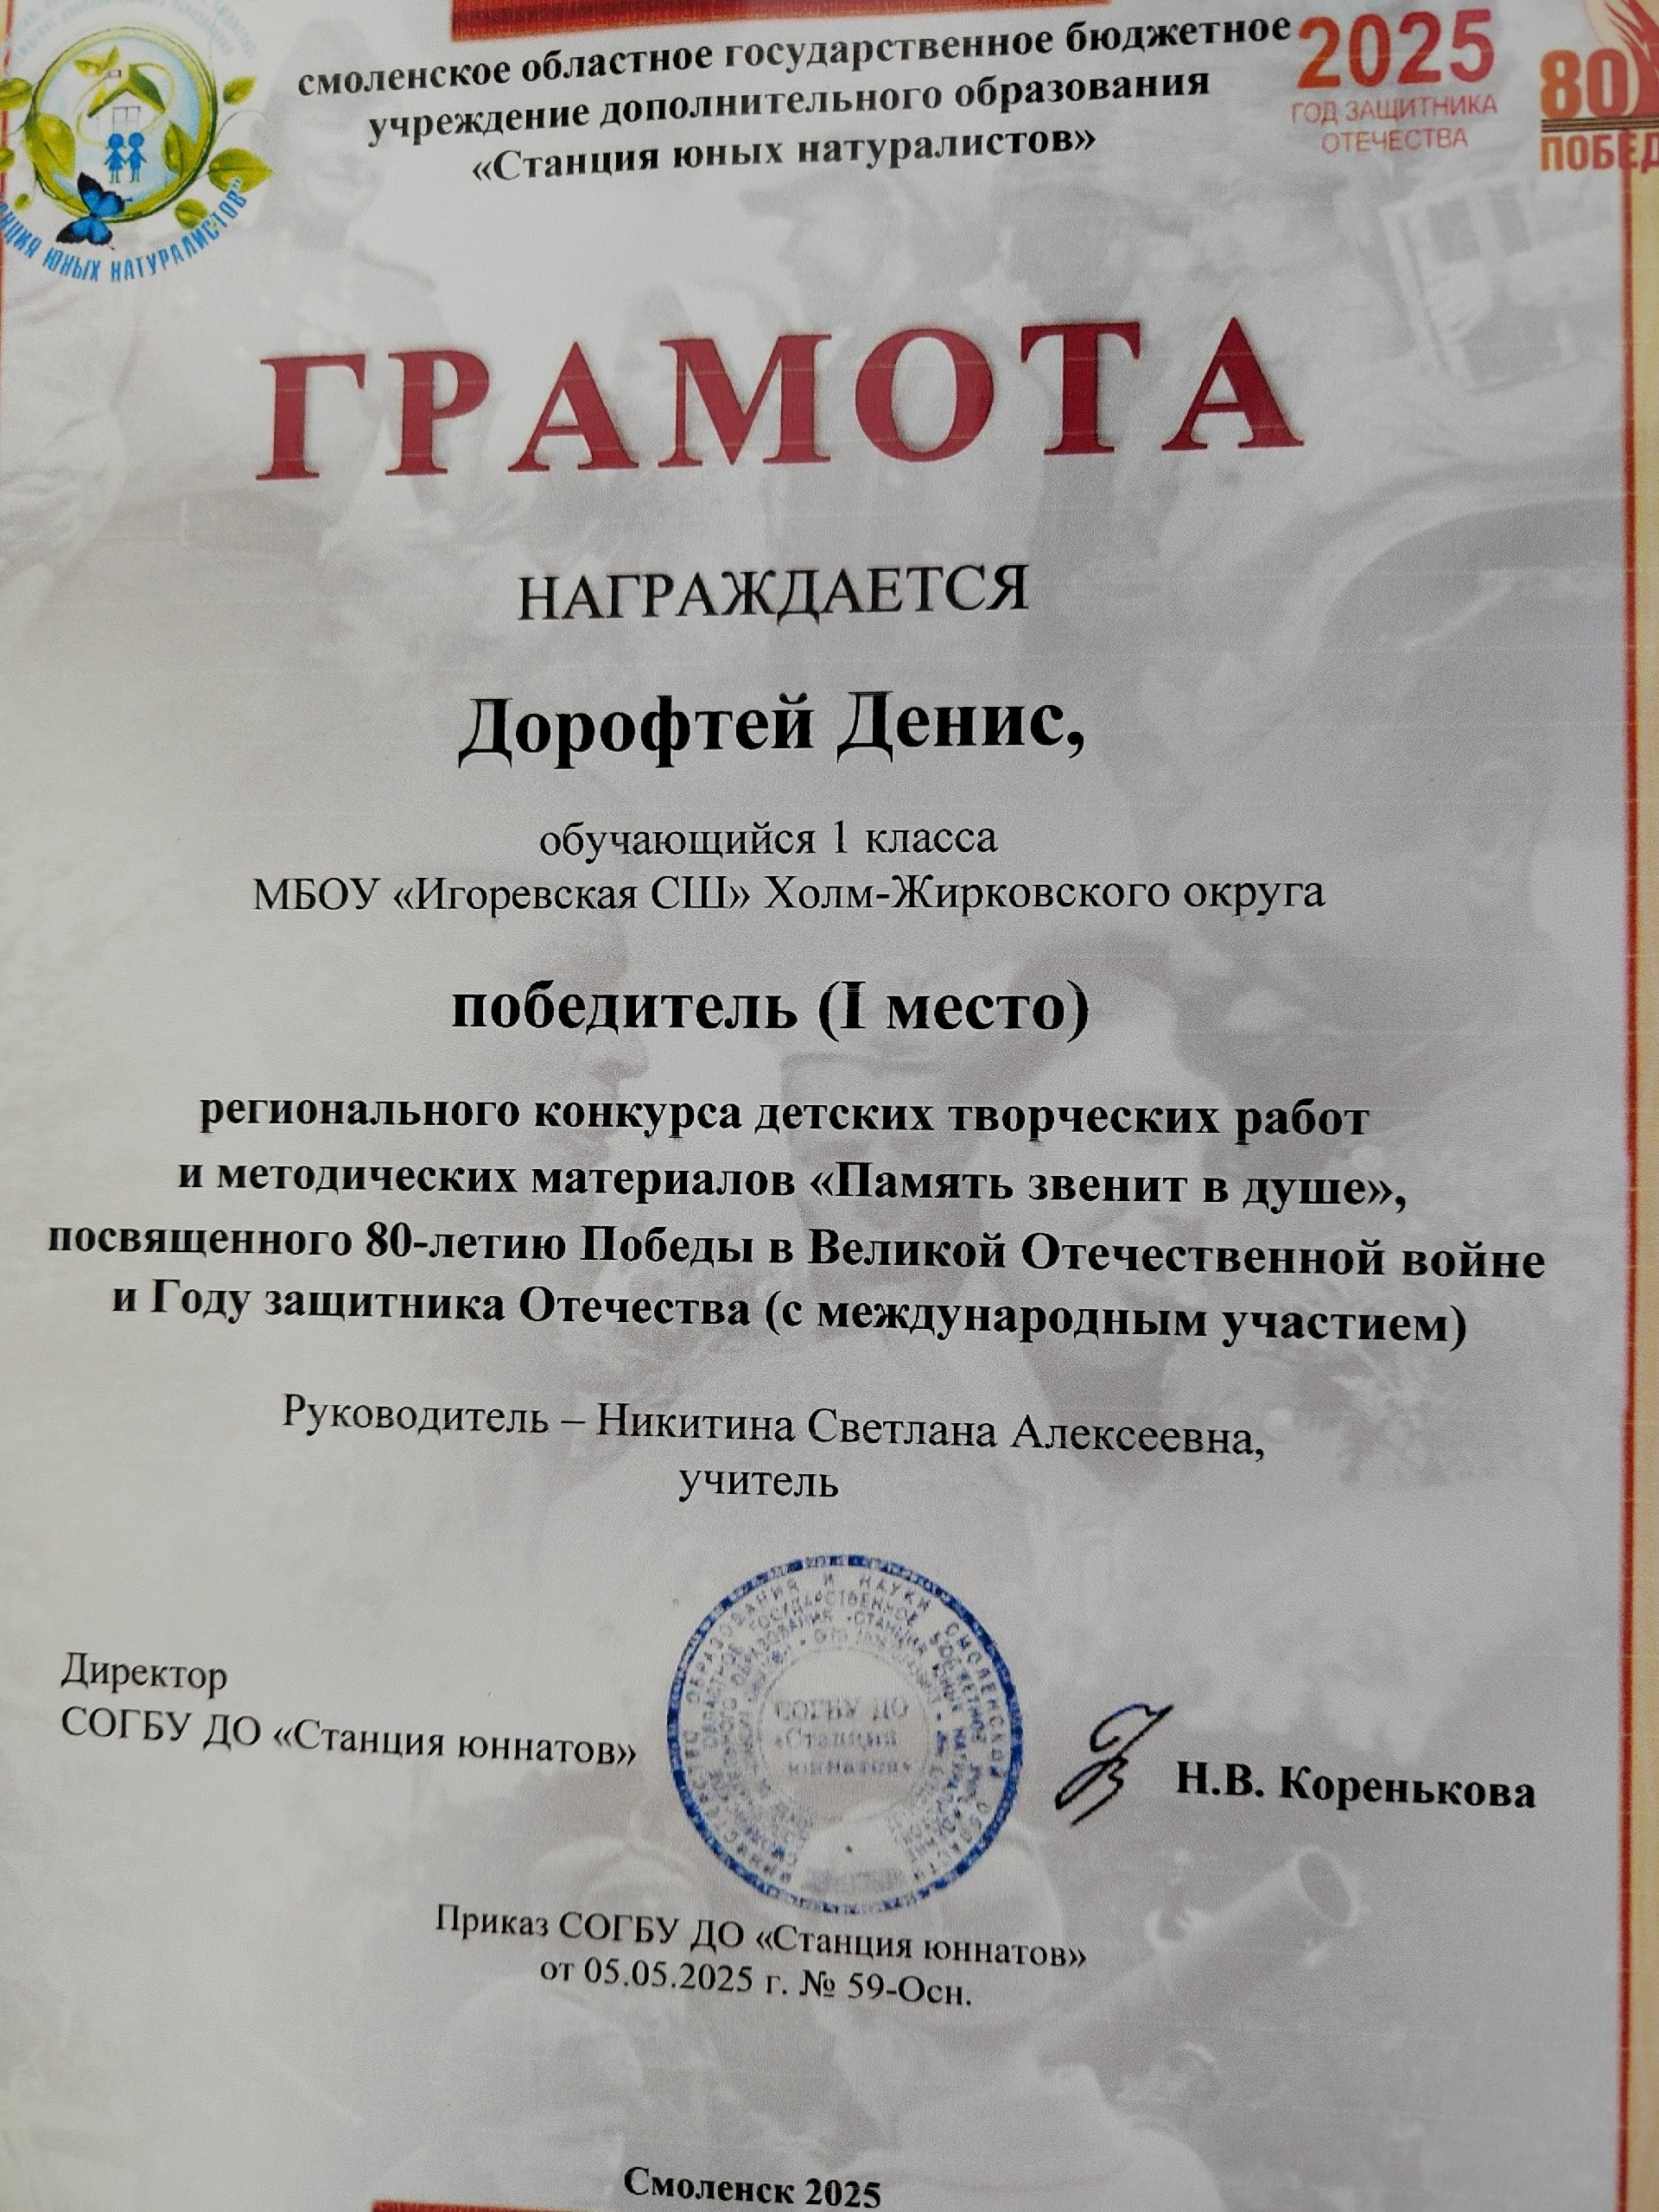 смоленское областное государственное бюджетное
учреждение дополнительного образования
«Станция юных натуралистов»
2025
ГОД ЗАЩИТНИКА
ОТЕЧЕСТВА
80
ПОБЕД
ЮНЫХ НАТУРАЛИСТОВ"
ГРАМОТА
НАГРАЖДАЕТСЯ
Дорофтей Денис,
обучающийся 1 класса
МБОУ «Игоревская СШ» Холм-Жирковского округа
победитель (I место)
регионального конкурса детских творческих работ
и методических материалов «Память звенит в душе»,
посвященного 80-летию Победы в Великой Отечественной войне
и Году защитника Отечества (с международным участием)
Руководитель – Никитина Светлана Алексеевна,
учитель
Директор
СОГБУ ДО «Станция юннатов»
СОГБУ ДО
«Станция
юннатов»
Н.В. Коренькова
Приказ СОГБУ ДО «Станция юннатов»
от 05.05.2025 г. № 59-Осн.
Смоленск 2025